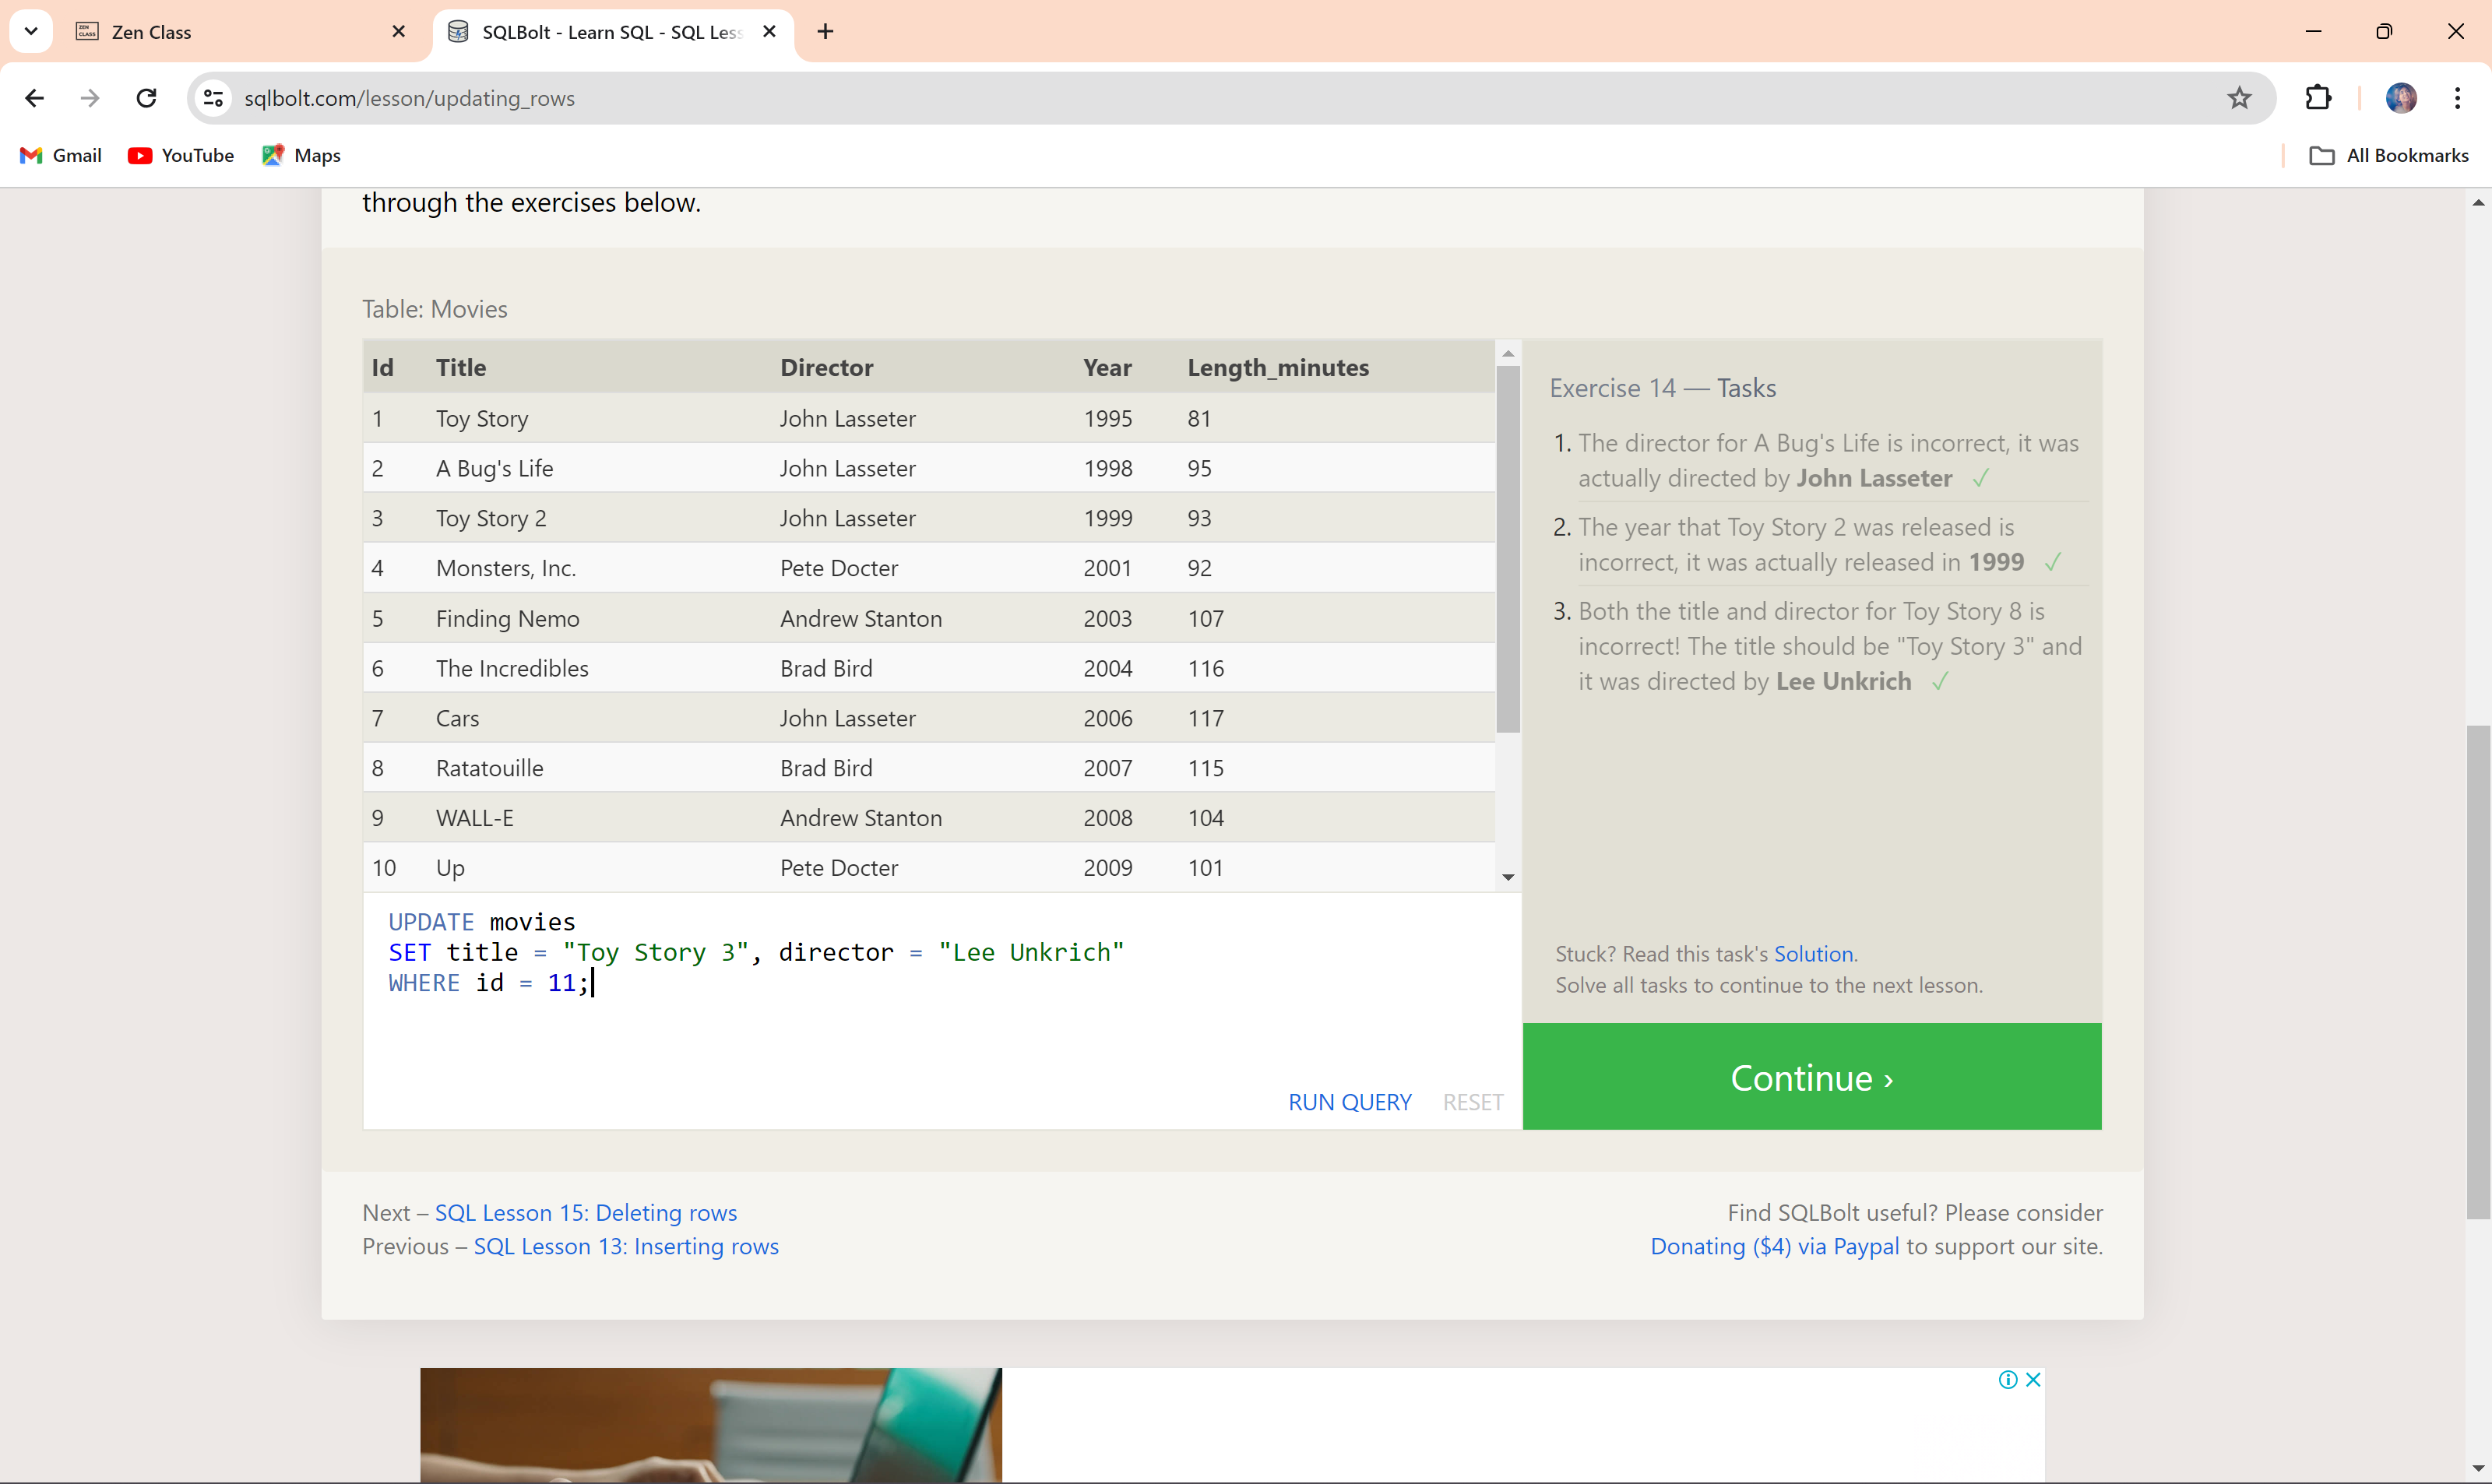 Zen Class
SQLBolt - Learn SQL - SQL Les
sqlbolt.com/lesson/updating_rows
Gmail YouTube Maps All Bookmarks
through the exercises below.
Table: Movies
Id Title Director Year Length_minutes
1 Toy Story John Lasseter 1995 81
2 A Bug's Life John Lasseter 1998 95
3 Toy Story 2 John Lasseter 1999 93
4 Monsters, Inc. Pete Docter 2001 92
5 Finding Nemo Andrew Stanton 2003 107
6 The Incredibles Brad Bird 2004 116
7 Cars John Lasseter 2006 117
8 Ratatouille Brad Bird 2007 115
9 WALL-E Andrew Stanton 2008 104
10 Up Pete Docter 2009 101
UPDATE movies
SET title = "Toy Story 3", director = "Lee Unkrich"
WHERE id = 11;
RUN QUERY RESET
Exercise 14 — Tasks
1. The director for A Bug's Life is incorrect, it was
actually directed by John Lasseter ✓
2. The year that Toy Story 2 was released is
incorrect, it was actually released in 1999 ✓
3. Both the title and director for Toy Story 8 is
incorrect! The title should be "Toy Story 3" and
it was directed by Lee Unkrich ✓
Stuck? Read this task's Solution.
Solve all tasks to continue to the next lesson.
Continue ›
Next – SQL Lesson 15: Deleting rows
Previous – SQL Lesson 13: Inserting rows
Find SQLBolt useful? Please consider
Donating ($4) via Paypal to support our site.